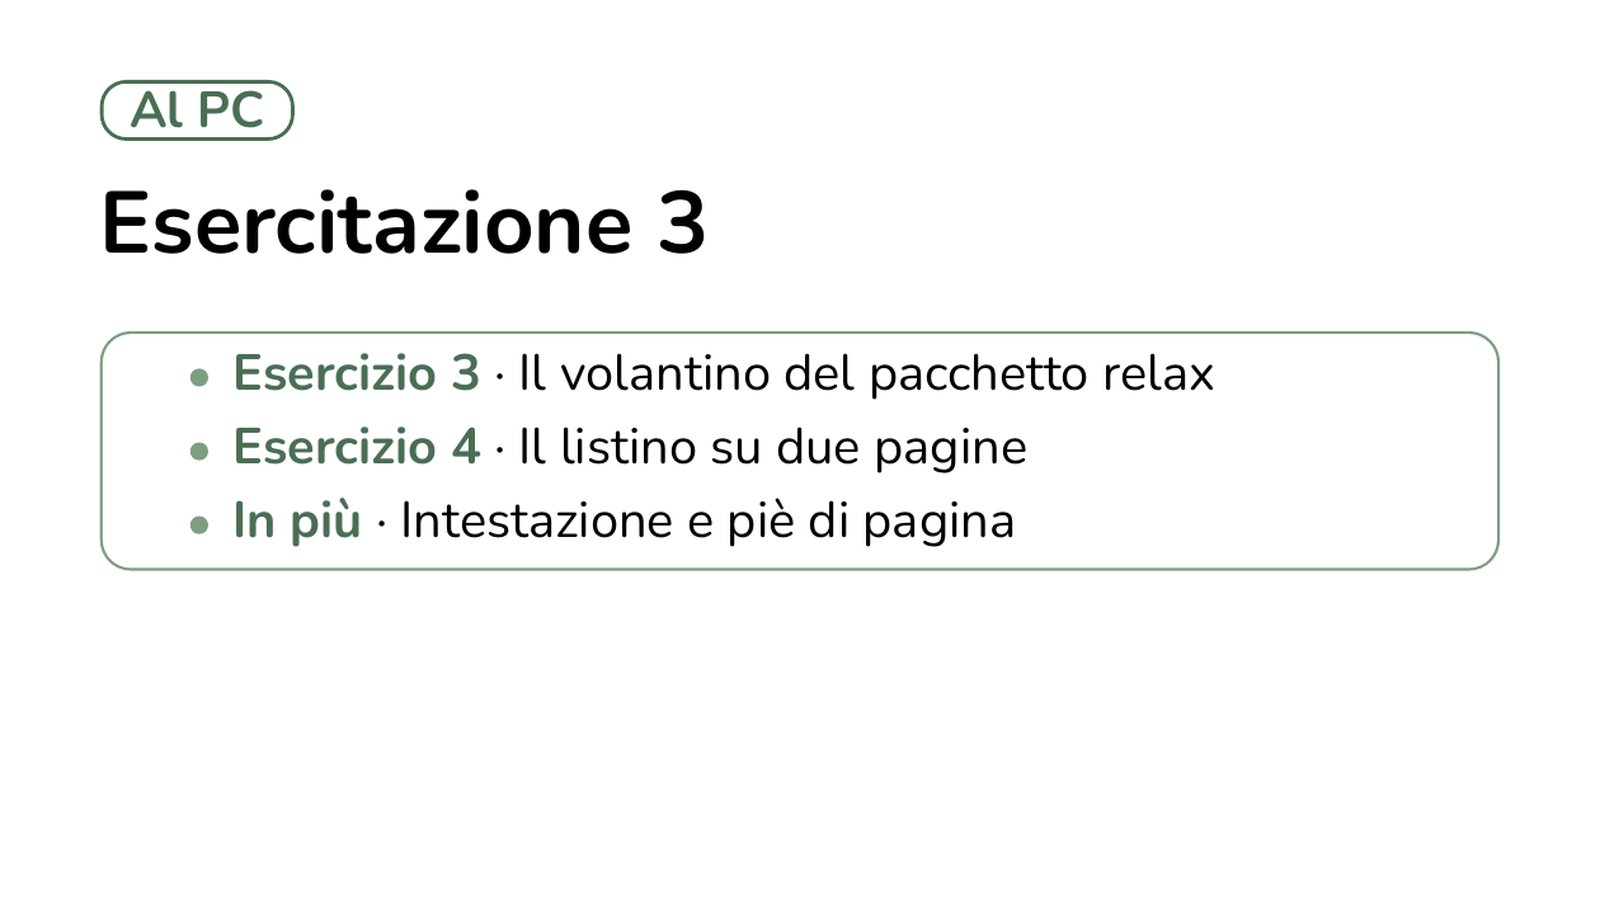 Al PC
Esercitazione 3
• Esercizio 3 · Il volantino del pacchetto relax
• Esercizio 4 · Il listino su due pagine
• In più · Intestazione e piè di pagina